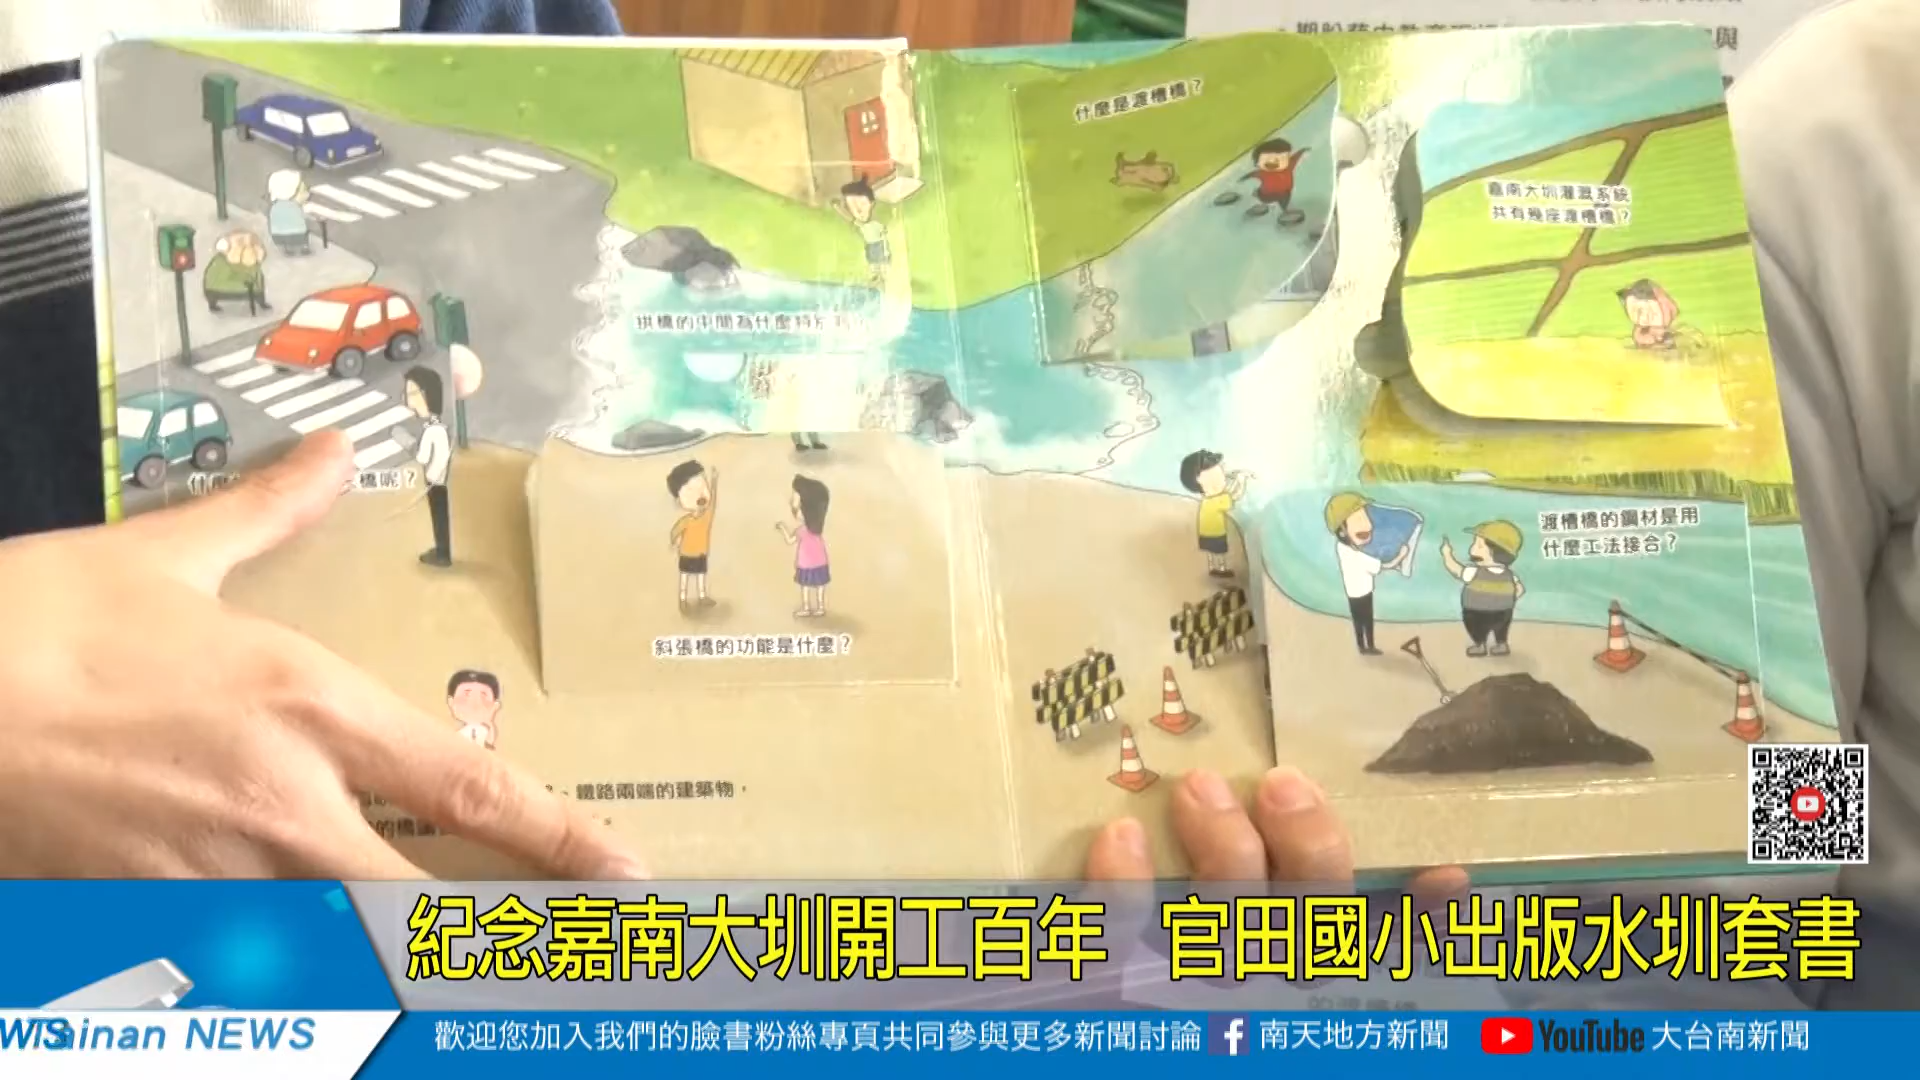 什麼是渡槽橋？
嘉南大圳灌溉系統
共有幾座渡槽橋？
拱橋的中間為什麼特別
橋呢？
渡槽橋的鋼材是用
什麼工法接合？
斜張橋的功能是什麼？
、鐵路兩端的建築物，
紀念嘉南大圳開工百年 官田國小出版水圳套書
ainan NEWS
歡迎您加入我們的臉書粉絲專頁共同參與更多新聞討論 南天地方新聞 YouTube 大台南新聞